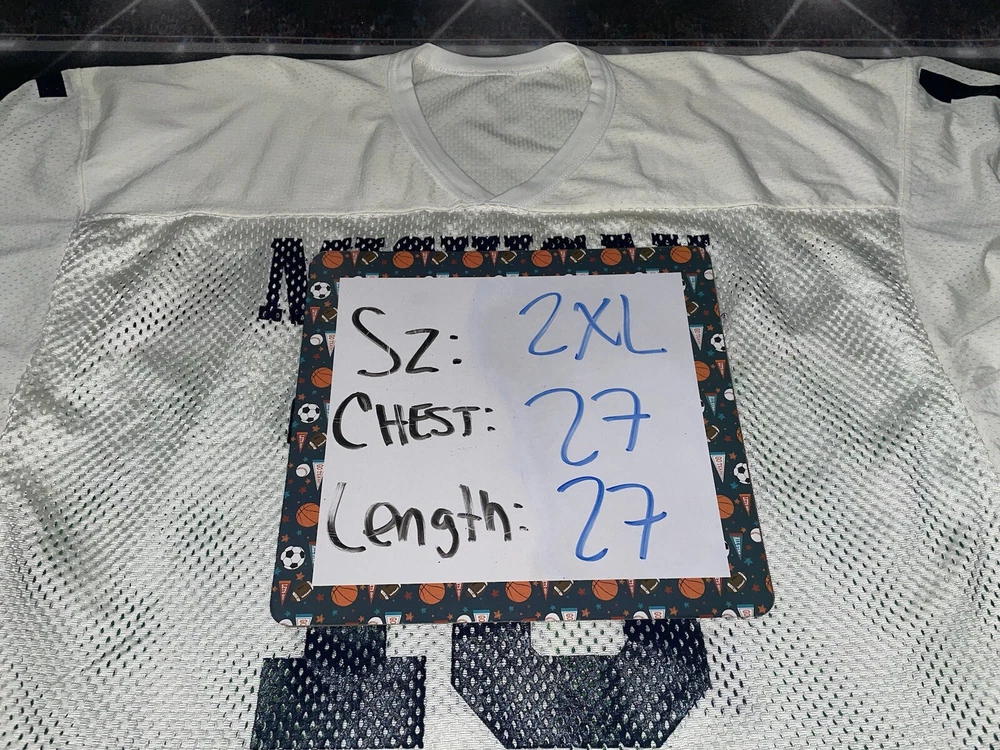 Sz: 2XL
CHEST: 27
Length: 27